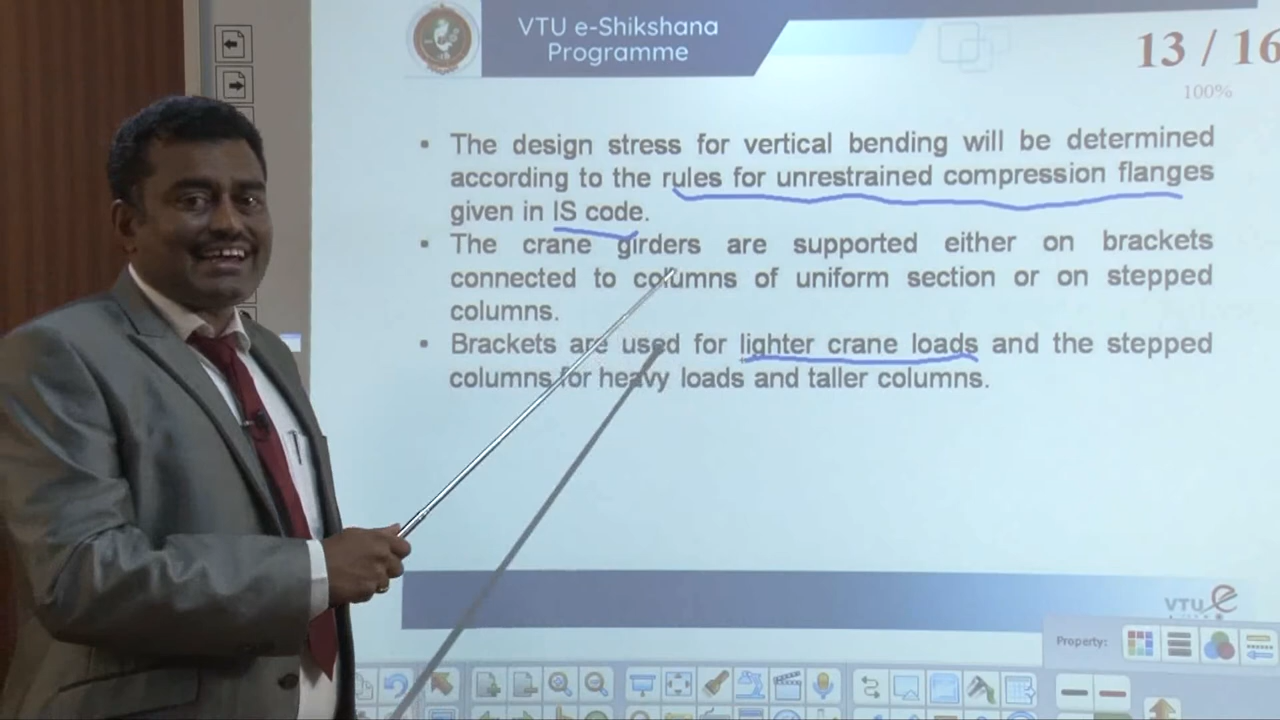 VTU e-Shikshana
Programme
13 / 16
100%
▪ The design stress for vertical bending will be determined
according to the rules for unrestrained compression flanges
given in IS code.
▪ The crane girders are supported either on brackets
connected to columns of uniform section or on stepped
columns.
▪ Brackets are used for lighter crane loads and the stepped
columns for heavy loads and taller columns.
VTU e
Property: